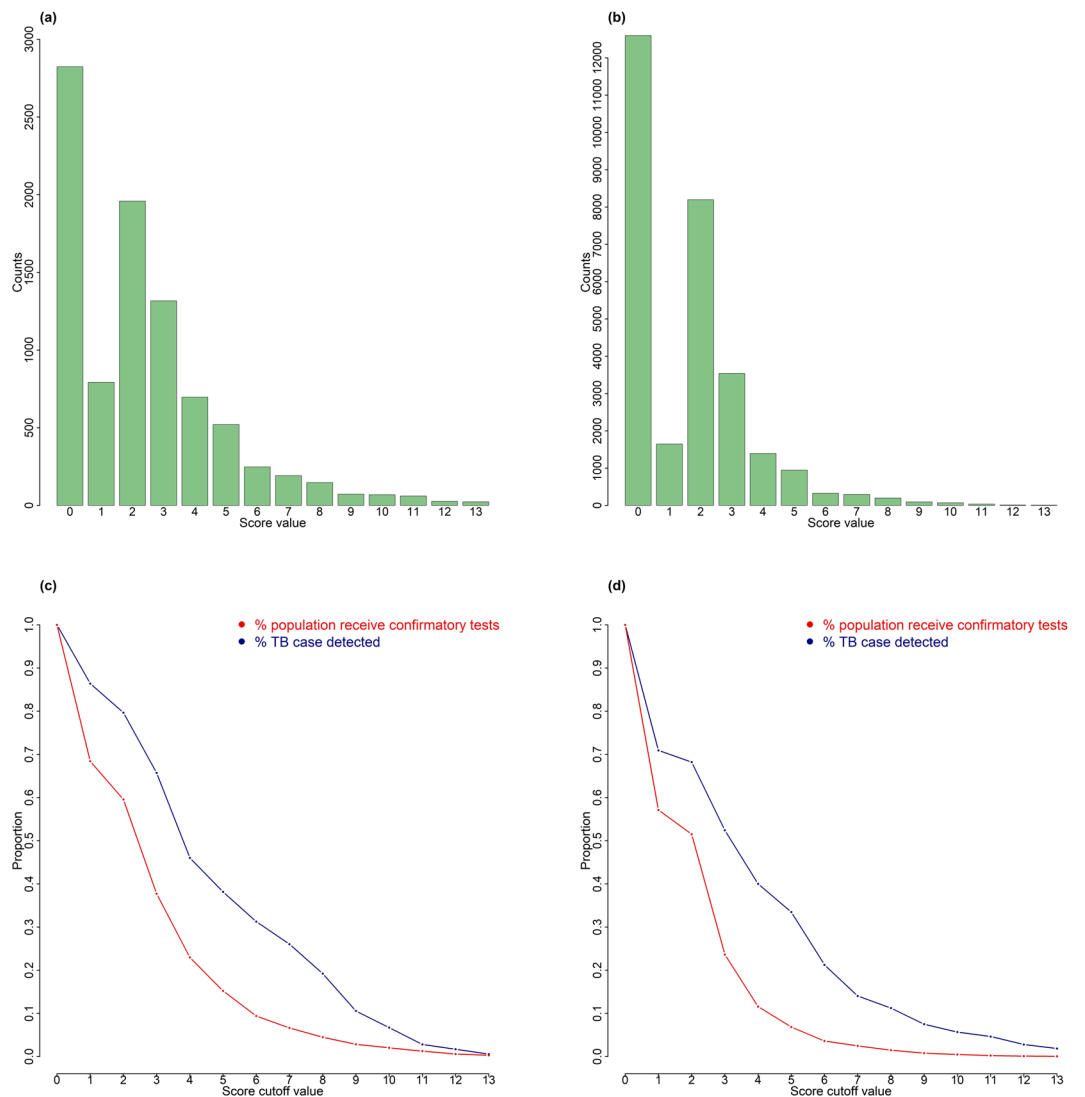 (a)
3000
2500
2000
1500
1000
500
0
Counts
0 1 2 3 4 5 6 7 8 9 10 11 12 13
Score value
(b)
12000
11000
10000
9000
8000
7000
6000
5000
4000
3000
2000
1000
0
Counts
0 1 2 3 4 5 6 7 8 9 10 11 12 13
Score value
(c)
% population receive confirmatory tests
% TB case detected
1.0
0.9
0.8
0.7
0.6
0.5
0.4
0.3
0.2
0.1
0.0
Proportion
0 1 2 3 4 5 6 7 8 9 10 11 12 13
Score cutoff value
(d)
% population receive confirmatory tests
% TB case detected
1.0
0.9
0.8
0.7
0.6
0.5
0.4
0.3
0.2
0.1
0.0
Proportion
0 1 2 3 4 5 6 7 8 9 10 11 12 13
Score cutoff value